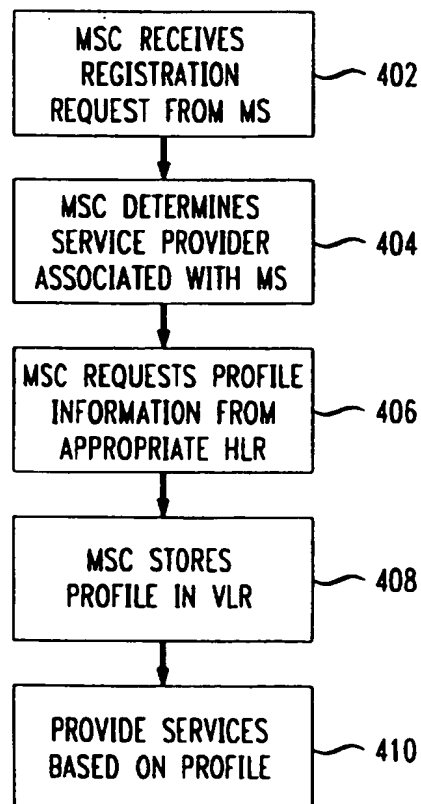 MSC RECEIVES
REGISTRATION
REQUEST FROM MS
402
MSC DETERMINES
SERVICE PROVIDER
ASSOCIATED WITH MS
404
MSC REQUESTS PROFILE
INFORMATION FROM
APPROPRIATE HLR
406
MSC STORES
PROFILE IN VLR
408
PROVIDE SERVICES
BASED ON PROFILE
410